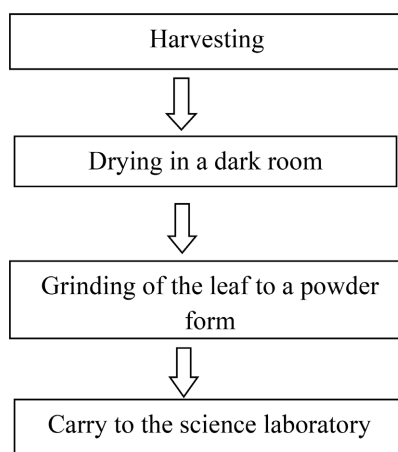 Harvesting
Drying in a dark room
Grinding of the leaf to a powder
form
Carry to the science laboratory